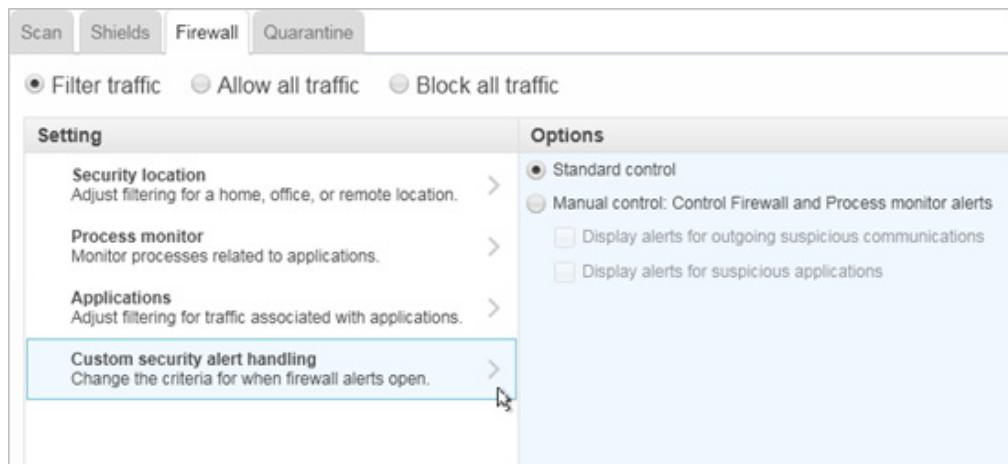 Scan Shields Firewall Quarantine
Filter traffic Allow all traffic Block all traffic
Setting
Security location
Adjust filtering for a home, office, or remote location.
Process monitor
Monitor processes related to applications.
Applications
Adjust filtering for traffic associated with applications.
Custom security alert handling
Change the criteria for when firewall alerts open.
Options
Standard control
Manual control: Control Firewall and Process monitor alerts
Display alerts for outgoing suspicious communications
Display alerts for suspicious applications